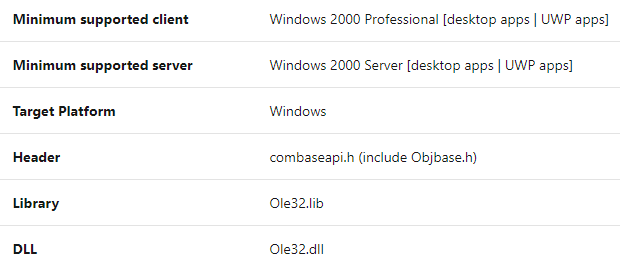 Minimum supported client Windows 2000 Professional [desktop apps | UWP apps]
Minimum supported server Windows 2000 Server [desktop apps | UWP apps]
Target Platform Windows
Header combaseapi.h (include Objbase.h)
Library Ole32.lib
DLL Ole32.dll